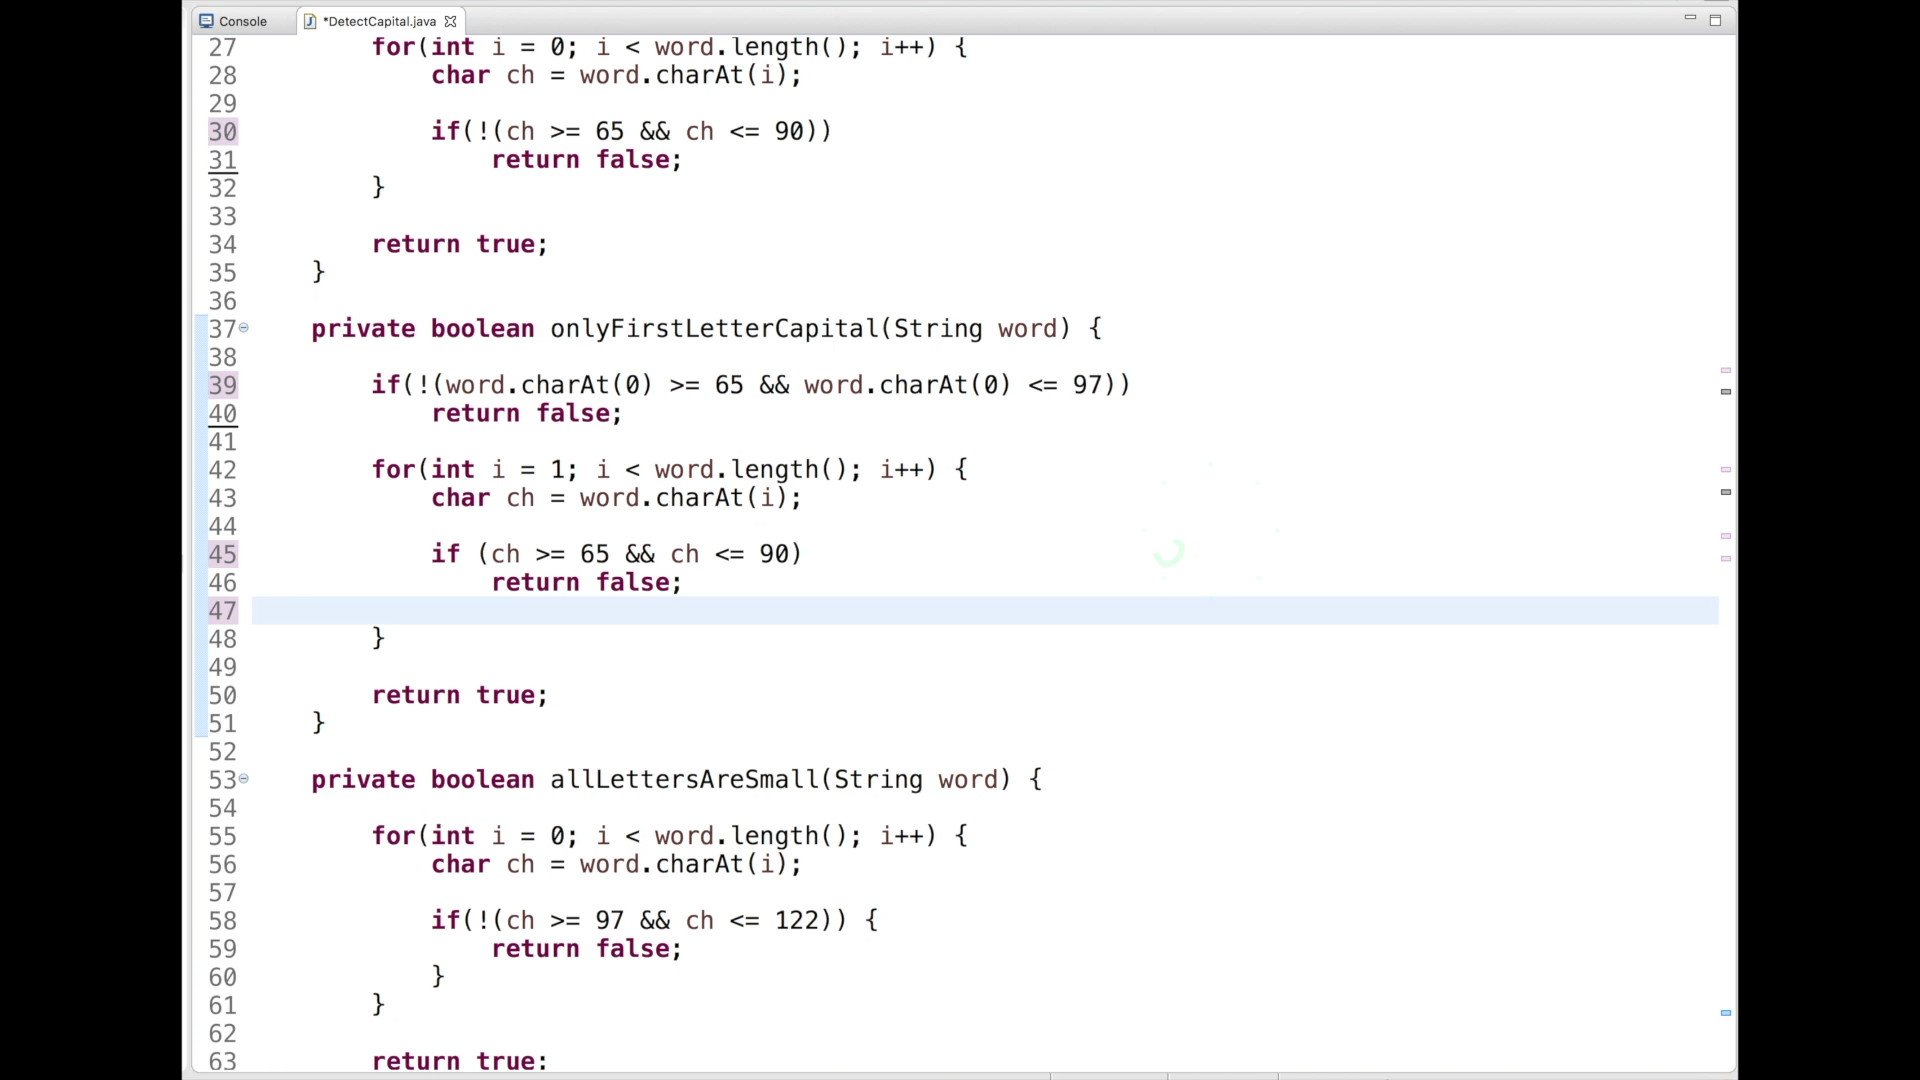 Console *DetectCapital.java
27 for(int i = 0; i < word.length(); i++) {
28 char ch = word.charAt(i);
29
30 if(!(ch >= 65 && ch <= 90))
31 return false;
32 }
33
34 return true;
35 }
36
37 private boolean onlyFirstLetterCapital(String word) {
38
39 if(!(word.charAt(0) >= 65 && word.charAt(0) <= 97))
40 return false;
41
42 for(int i = 1; i < word.length(); i++) {
43 char ch = word.charAt(i);
44
45 if (ch >= 65 && ch <= 90)
46 return false;
47
48 }
49
50 return true;
51 }
52
53 private boolean allLettersAreSmall(String word) {
54
55 for(int i = 0; i < word.length(); i++) {
56 char ch = word.charAt(i);
57
58 if(!(ch >= 97 && ch <= 122)) {
59 return false;
60 }
61 }
62
63 return true;